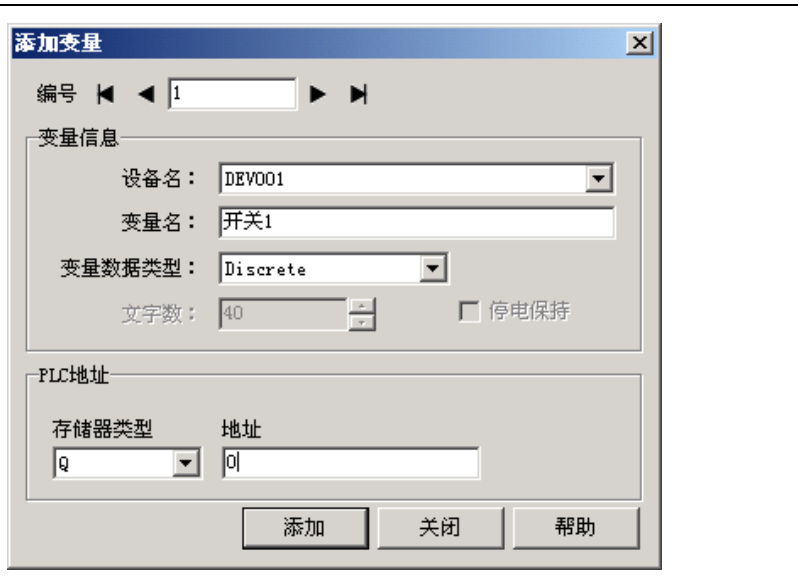 添加变量
编号 1
变量信息
设备名： DEV001
变量名： 开关1
变量数据类型： Discrete
文字数： 40 停电保持
PLC地址
存储器类型 地址
Q 0
添加 关闭 帮助